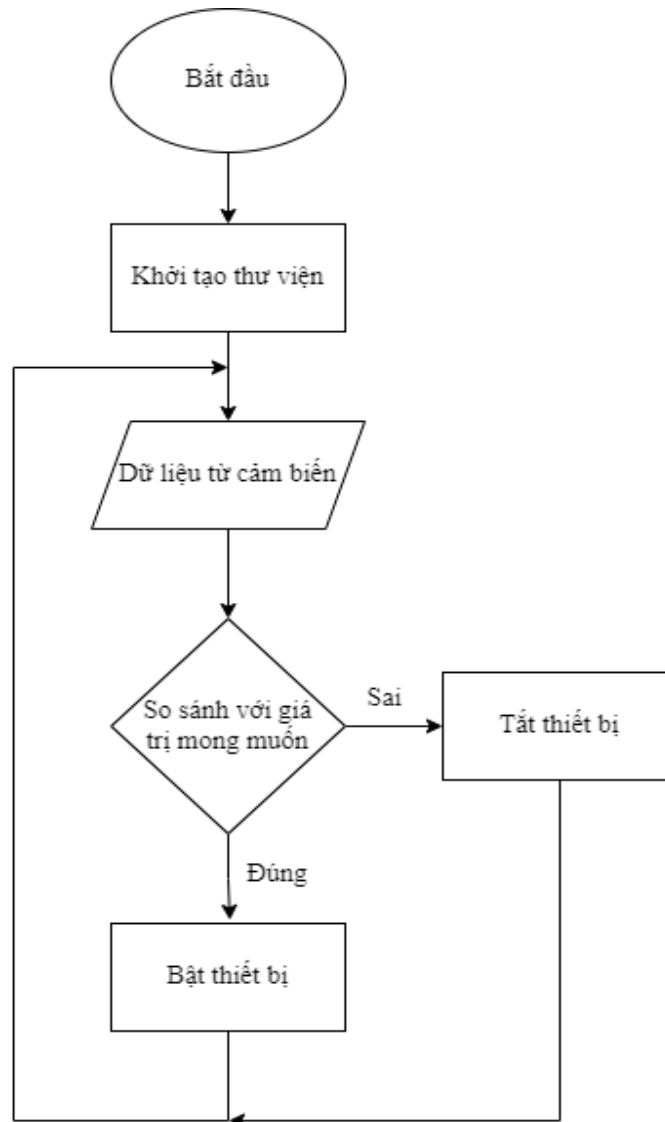 Bắt đầu
Khởi tạo thư viện
Dữ liệu từ cảm biến
So sánh với giá
trị mong muốn
Sai
Tắt thiết bị
Đúng
Bật thiết bị